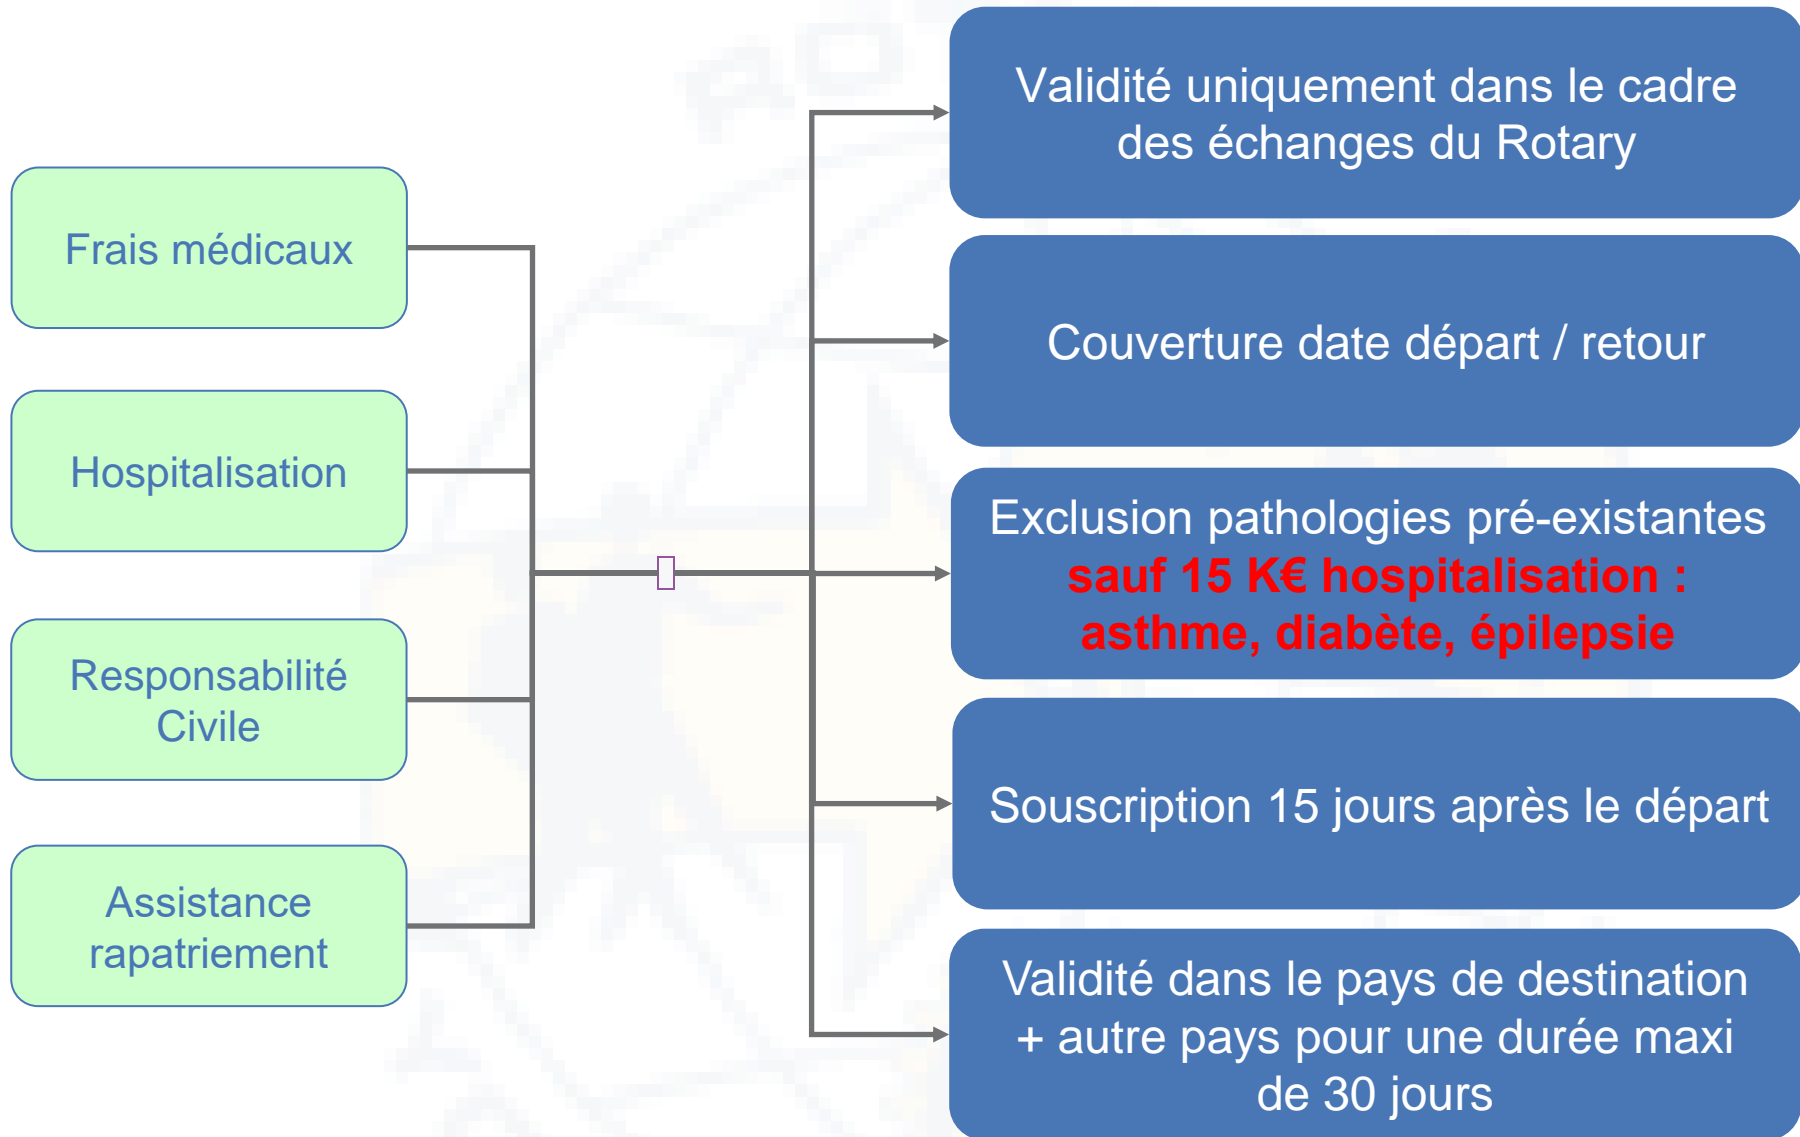 Frais médicaux
Hospitalisation
Responsabilité
Civile
Assistance
rapatriement
Validité uniquement dans le cadre
des échanges du Rotary
Couverture date départ / retour
Exclusion pathologies pré-existantes
sauf 15 K€ hospitalisation :
asthme, diabète, épilepsie
Souscription 15 jours après le départ
Validité dans le pays de destination
+ autre pays pour une durée maxi
de 30 jours